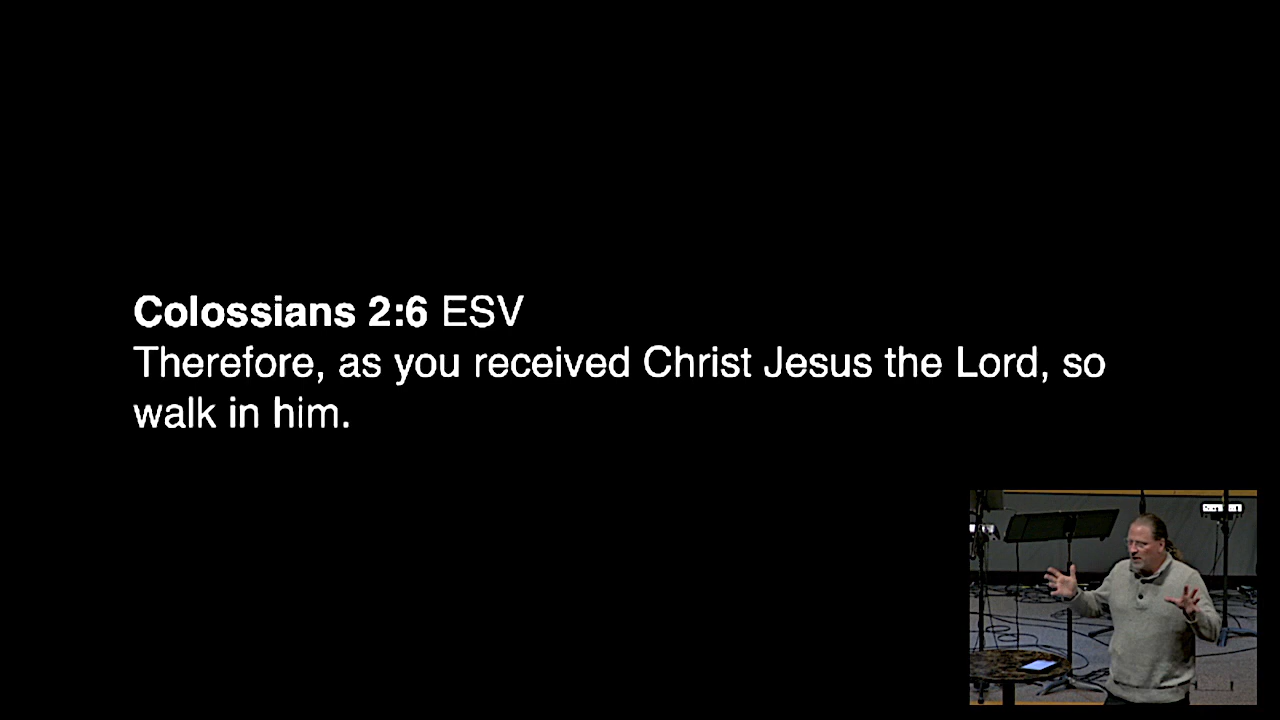 Colossians 2:6 ESV
Therefore, as you received Christ Jesus the Lord, so
walk in him.